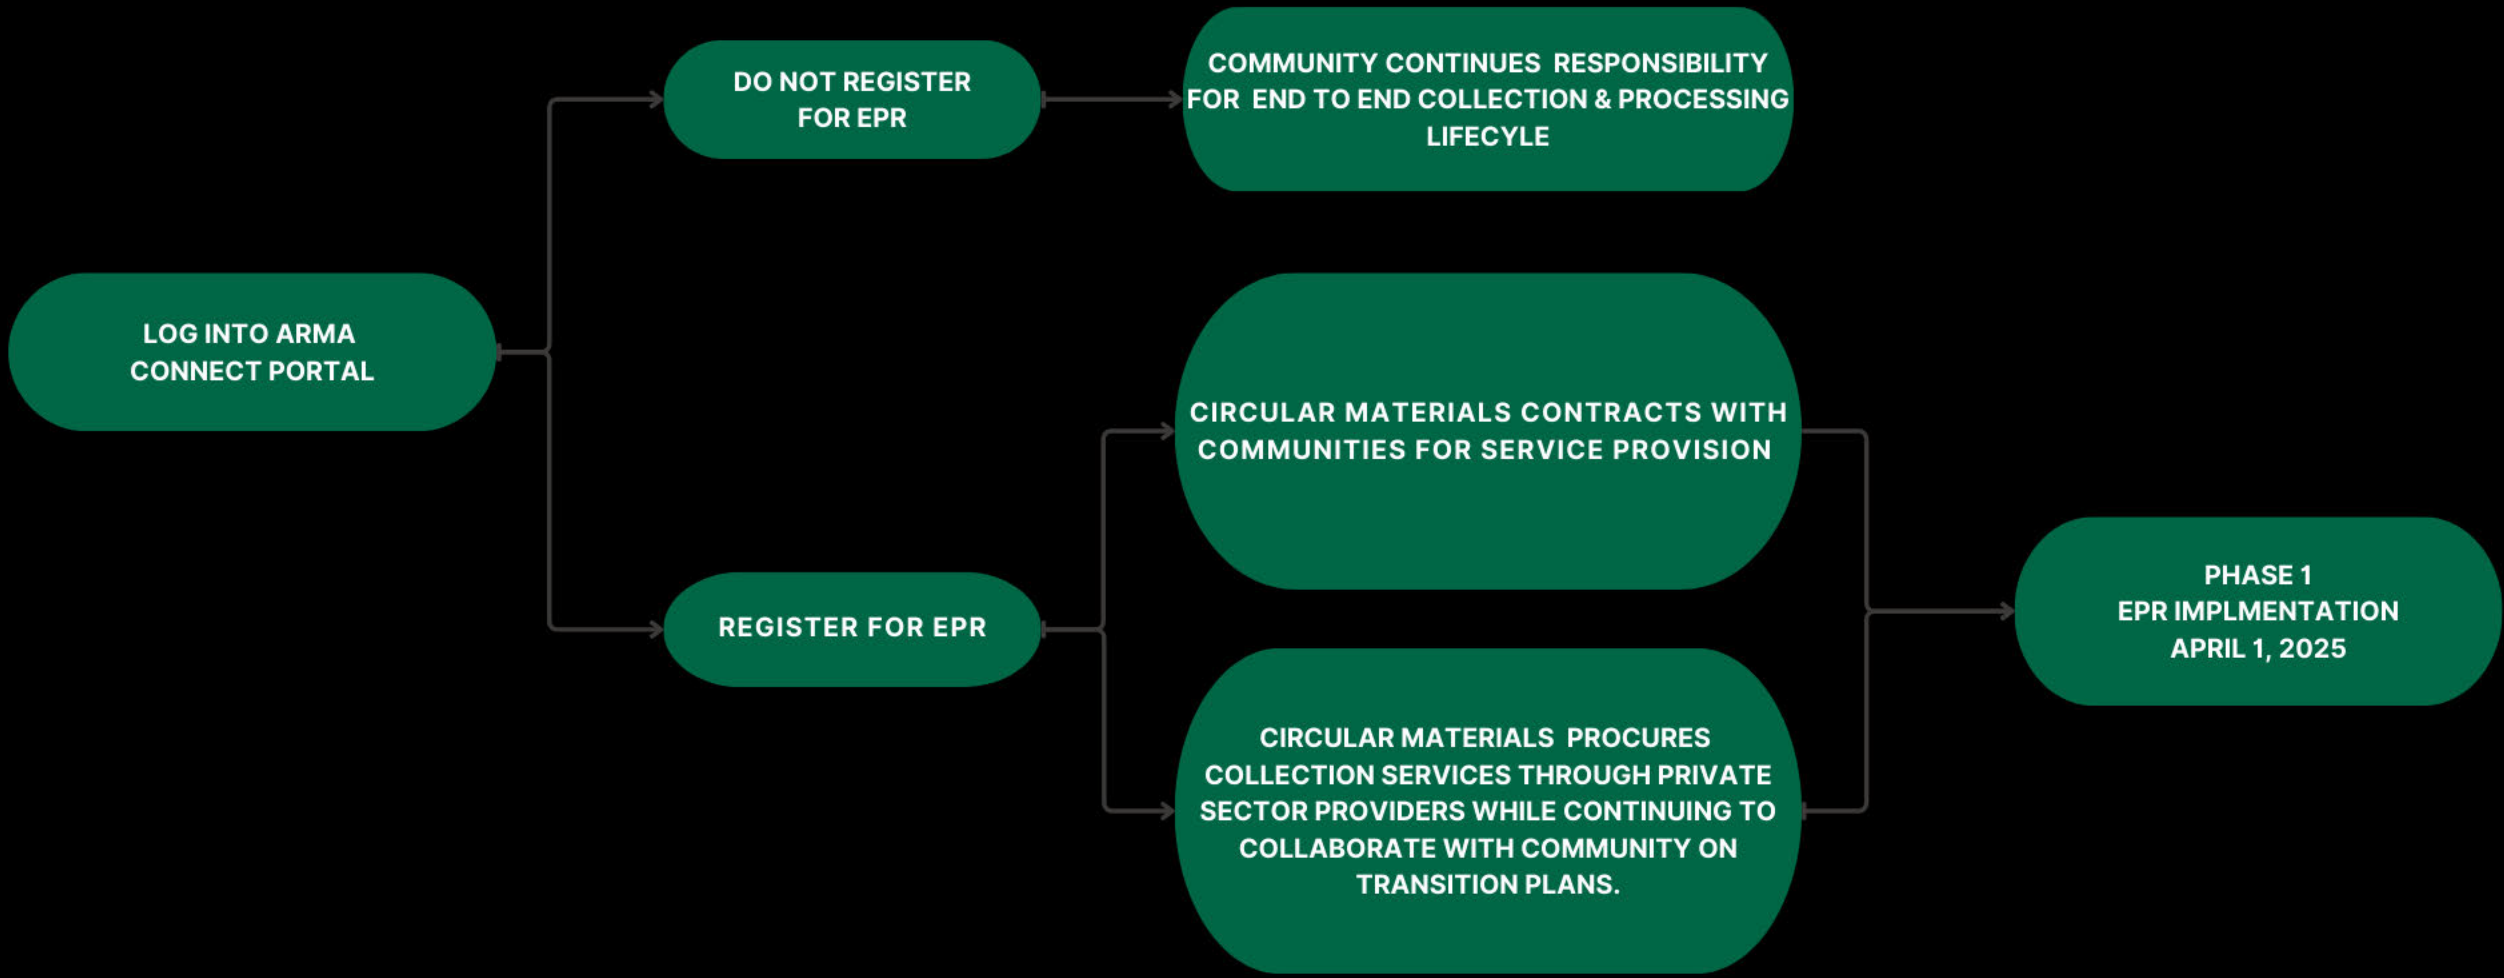 LOG INTO ARMA
CONNECT PORTAL
DO NOT REGISTER
FOR EPR
COMMUNITY CONTINUES RESPONSIBILITY
FOR END TO END COLLECTION & PROCESSING
LIFECYLE
REGISTER FOR EPR
CIRCULAR MATERIALS CONTRACTS WITH
COMMUNITIES FOR SERVICE PROVISION
CIRCULAR MATERIALS PROCURES
COLLECTION SERVICES THROUGH PRIVATE
SECTOR PROVIDERS WHILE CONTINUING TO
COLLABORATE WITH COMMUNITY ON
TRANSITION PLANS.
PHASE 1
EPR IMPLMENTATION
APRIL 1, 2025